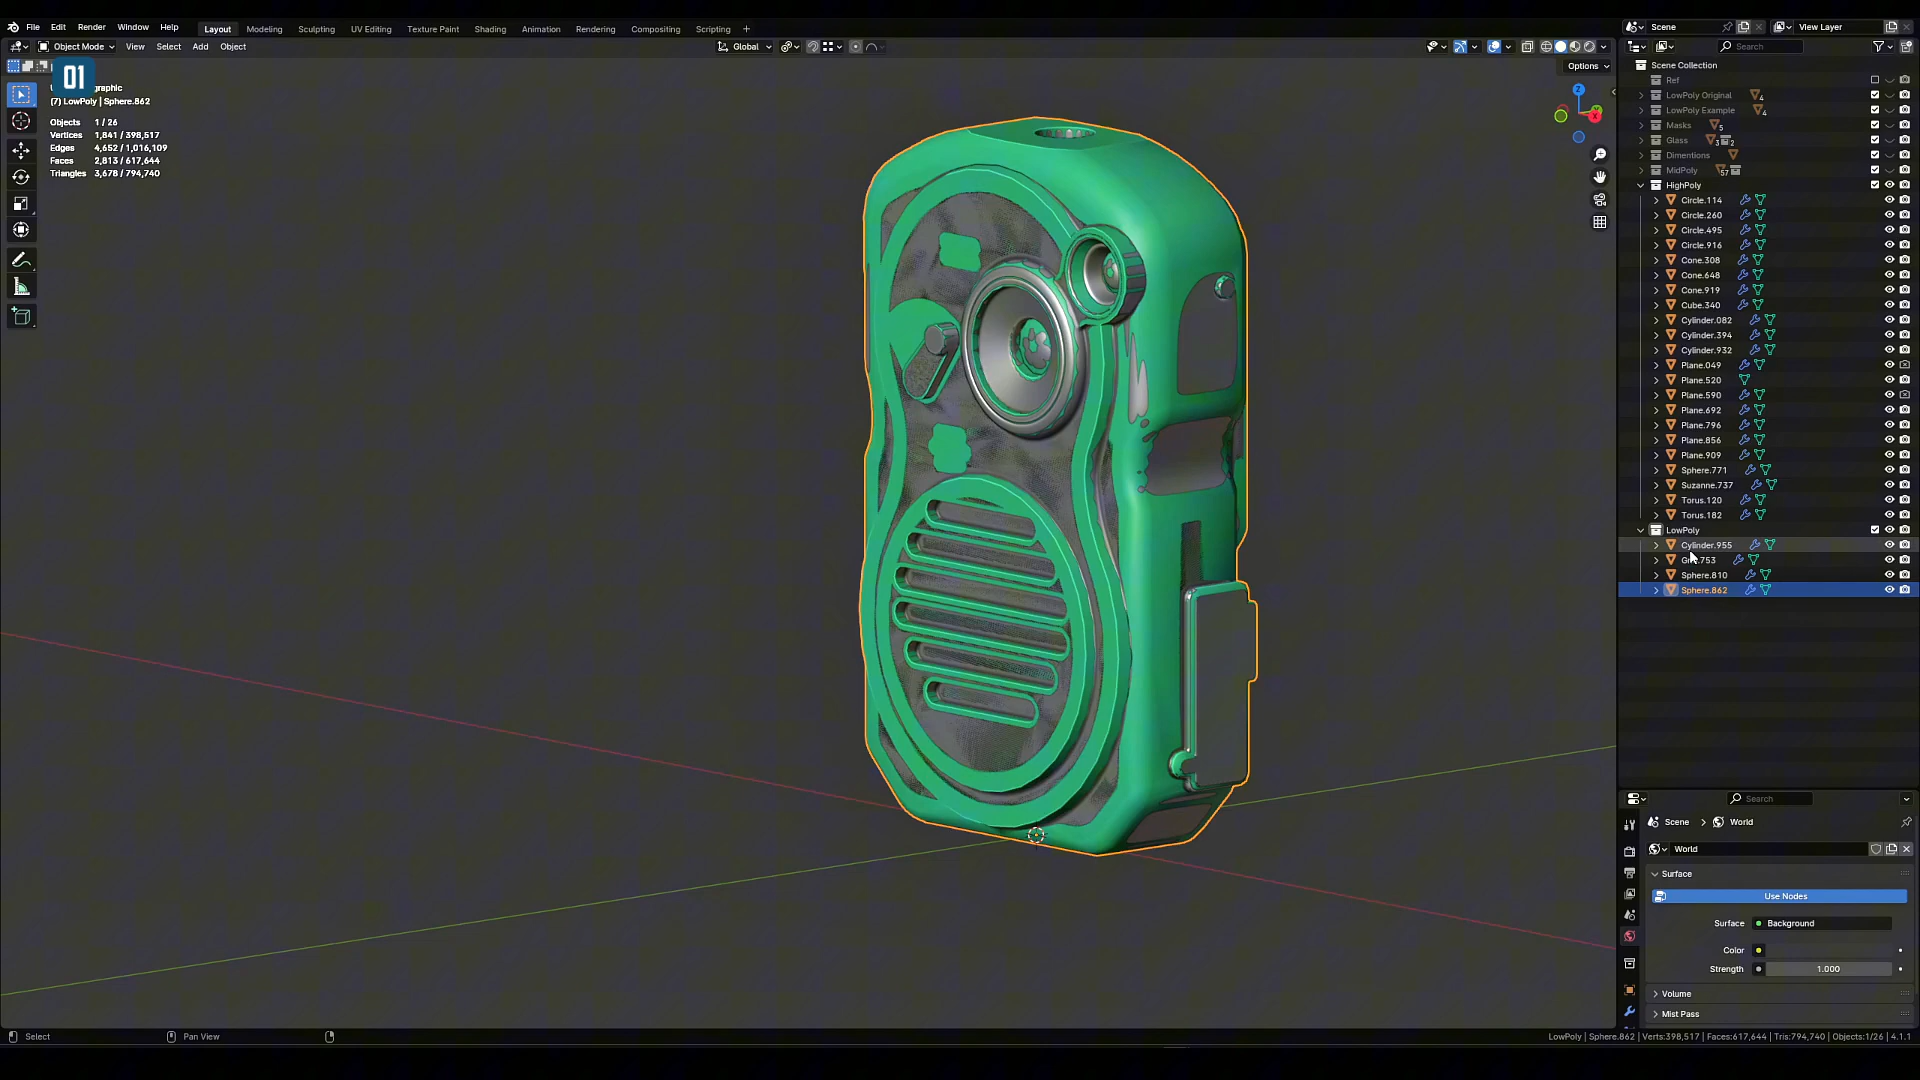 File Edit Render Window Help
Layout Modeling Sculpting UV Editing Texture Paint Shading Animation Rendering Compositing Scripting +
Scene
View Layer
Object Mode View Select Add Object
Global
Search
Options
01
(7) LowPoly | Sphere.862
Objects 1 / 26
Vertices 1,841 / 398,517
Edges 4,652 / 1,016,109
Faces 2,813 / 617,644
Triangles 3,678 / 794,740
Z
Scene Collection
Ref
LowPoly Original 4
LowPoly Example 4
Masks 5
Glass 3 2
Dimentions
MidPoly 57
HighPoly
Circle.114
Circle.260
Circle.495
Circle.916
Cone.308
Cone.648
Cone.919
Cube.340
Cylinder.082
Cylinder.394
Cylinder.932
Plane.049
Plane.520
Plane.590
Plane.692
Plane.796
Plane.856
Plane.909
Sphere.771
Suzanne.737
Torus.120
Torus.182
LowPoly
Cylinder.955
Sphere.810
Sphere.862
Search
Scene > World
World
Surface
Use Nodes
Surface Background
Color
Strength 1.000
Volume
Mist Pass
Select
Pan View
LowPoly | Sphere.862 | Verts:398,517 | Faces:617,644 | Tris:794,740 | Objects:1/26 | 4.1.1